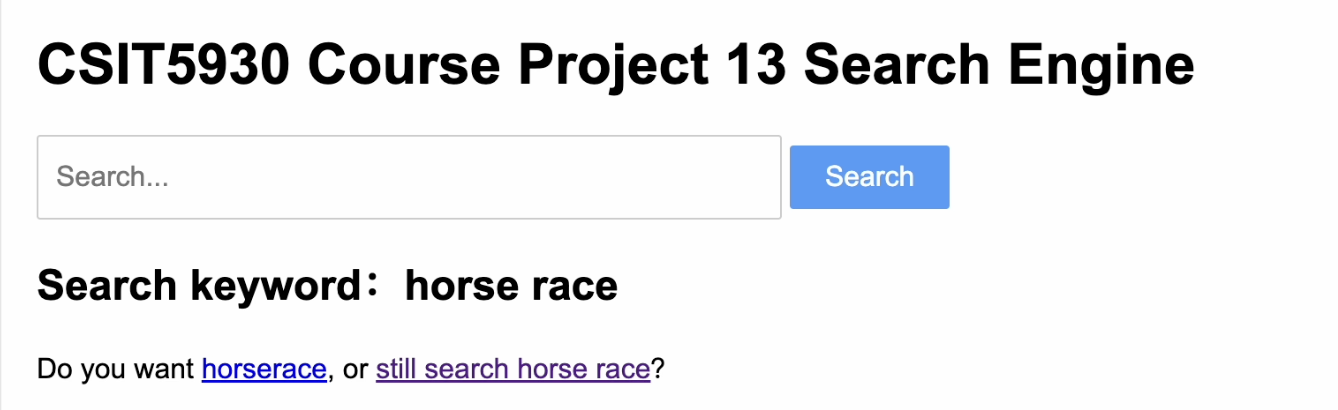 CSIT5930 Course Project 13 Search Engine
Search...
Search
Search keyword：horse race
Do you want horserace, or still search horse race?